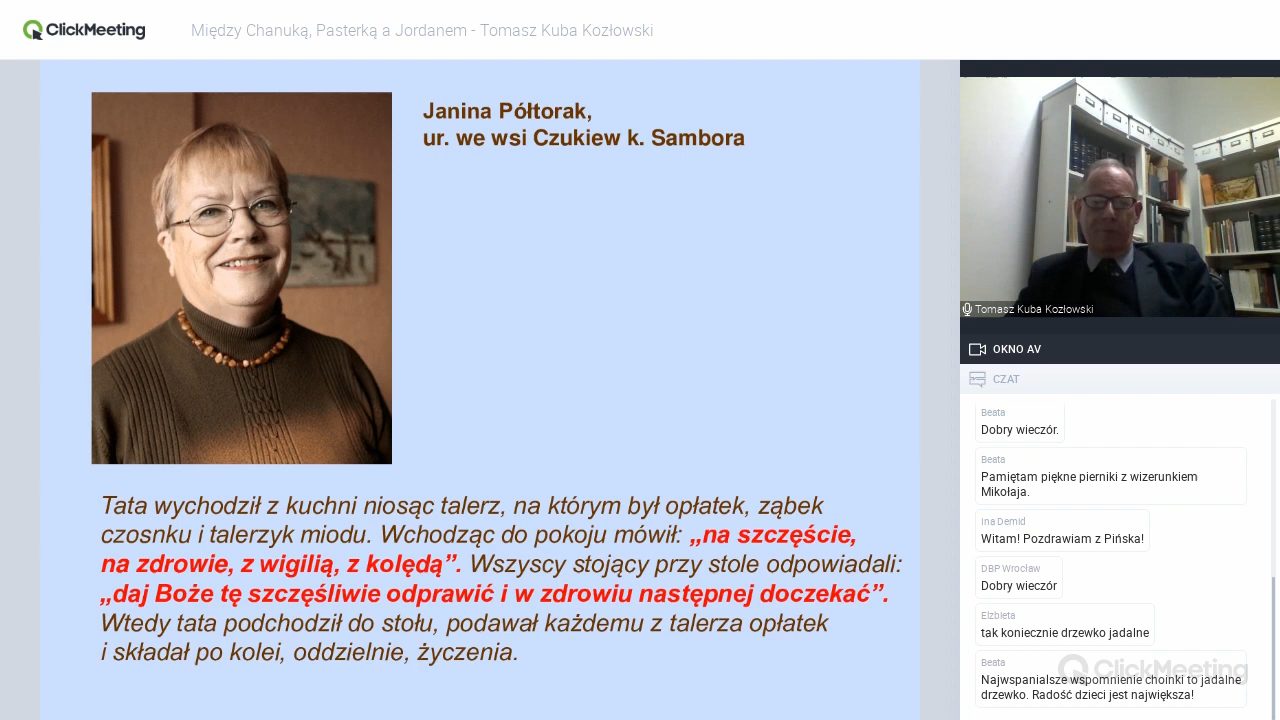 ClickMeeting
Między Chanuką, Pasterką a Jordanem - Tomasz Kuba Kozłowski
Janina Półtorak,
ur. we wsi Czukiew k. Sambora
Tata wychodził z kuchni niosąc talerz, na którym był opłatek, ząbek
czosnku i talerzyk miodu. Wchodząc do pokoju mówił: „na szczęście,
na zdrowie, z wigilią, z kolędą”. Wszyscy stojący przy stole odpowiadali:
„daj Boże tę szczęśliwie odprawić i w zdrowiu następnej doczekać”.
Wtedy tata podchodził do stołu, podawał każdemu z talerza opłatek
i składał po kolei, oddzielnie, życzenia.
Tomasz Kuba Kozłowski
OKNO AV
CZAT
Beata
Dobry wieczór.
Beata
Pamiętam piękne pierniki z wizerunkiem
Mikołaja.
Ina Demid
Witam! Pozdrawiam z Pińska!
DBP Wrocław
Dobry wieczór
Elżbieta
tak koniecznie drzewko jadalne
Beata
Najwspanialsze wspomnienie choinki to jadalne
drzewko. Radość dzieci jest największa!
ClickMeeting